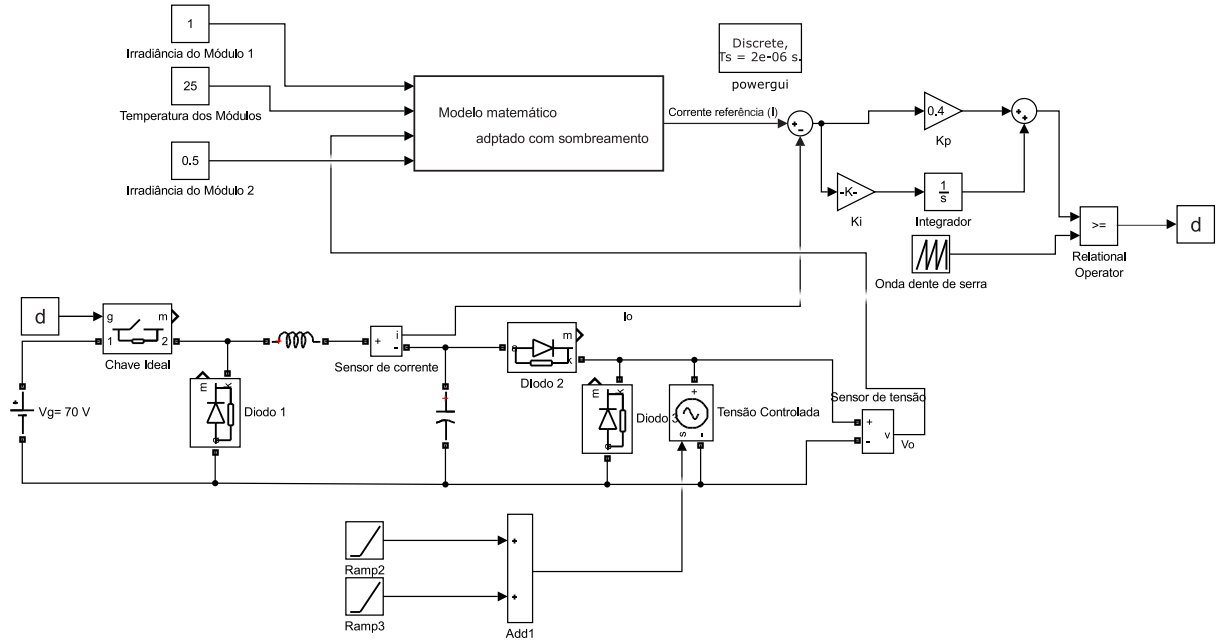 1
Irradiância do Módulo 1
25
Temperatura dos Módulos
0.5
Irradiância do Módulo 2
Modelo matemático
adptado com sombreamento
Corrente referência (I)
Discrete,
Ts = 2e-06 s.
powergui
+
-
0.4
Kp
-K-
Ki
1
s
Integrador
+
+
Onda dente de serra
>=
Relational
Operator
d
d
g
m
1
2
Chave Ideal
Vg= 70 V
+
m
k
a
Diodo 1
+
+
i
-
Sensor de corrente
Io
+
m
a
k
DIodo 2
m
k
a
Diodo 3
+
s
-
Tensão Controlada
Sensor de tensão
+
-
v
Vo
Ramp2
Ramp3
+
+
Add1